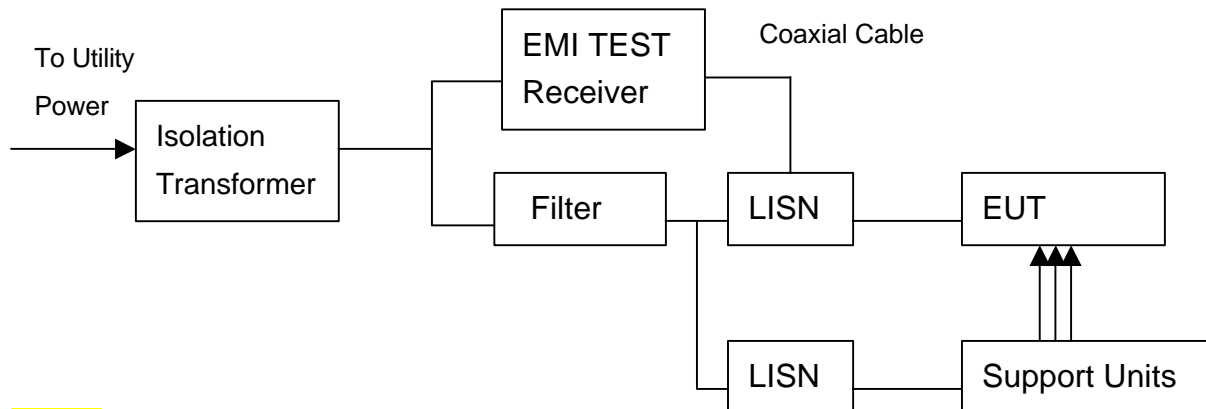 To Utility
Power
Isolation
Transformer
EMI TEST
Receiver
Coaxial Cable
Filter
LISN
EUT
LISN
Support Units